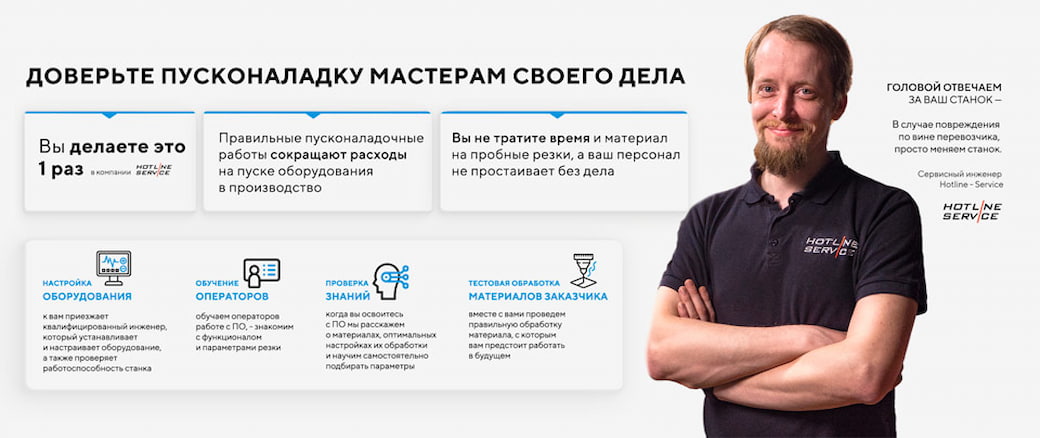 ДОВЕРЬТЕ ПУСКОНАЛАДКУ МАСТЕРАМ СВОЕГО ДЕЛА
Вы делаете это
1 раз в компании HOTLINE SERVICE
Правильные пусконаладочные
работы сокращают расходы
на пуске оборудования
в производство
Вы не тратите время и материал
на пробные резки, а ваш персонал
не простаивает без дела
НАСТРОЙКА
ОБОРУДОВАНИЯ
к вам приезжает
квалифицированный инженер,
который устанавливает
и настраивает оборудование,
а также проверяет
работоспособность станка
ОБУЧЕНИЕ
ОПЕРАТОРОВ
обучаем операторов
работе с ПО, - знакомим
с функционалом
и параметрами резки
ПРОВЕРКА
ЗНАНИЙ
когда вы освоитесь
с ПО мы расскажем
о материалах, оптимальных
настройках их обработки
и научим самостоятельно
подбирать параметры
ТЕСТОВАЯ ОБРАБОТКА
МАТЕРИАЛОВ ЗАКАЗЧИКА
вместе с вами проведем
правильную обработку
материала, с которым
вам предстоит работать
в будущем
HOTLINE
SERVICE
ГОЛОВОЙ ОТВЕЧАЕМ
ЗА ВАШ СТАНОК —
В случае повреждения
по вине перевозчика,
просто меняем станок.
Сервисный инженер
Hotline - Service
HOTLINE
SERVICE